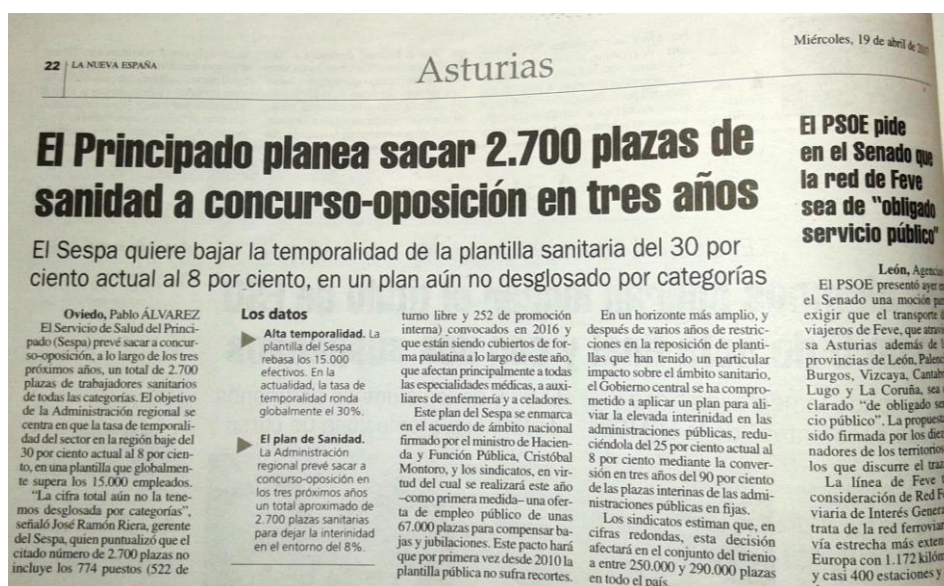 22 LA NUEVA ESPAÑA
Asturias
Miércoles, 19 de abril de
El Principado planea sacar 2.700 plazas de
sanidad a concurso-oposición en tres años
El Sespa quiere bajar la temporalidad de la plantilla sanitaria del 30 por
ciento actual al 8 por ciento, en un plan aún no desglosado por categorías
Oviedo, Pablo ÁLVAREZ
El Servicio de Salud del Princi-
pado (Sespa) prevé sacar a concur-
so-oposición, a lo largo de los tres
próximos años, un total de 2.700
plazas de trabajadores sanitarios
de todas las categorías. El objetivo
de la Administración regional se
centra en que la tasa de temporali-
dad del sector en la región baje del
30 por ciento actual al 8 por cien-
to, en una plantilla que globalmen-
te supera los 15.000 empleados.
"La cifra total aún no la tene-
mos desglosada por categorías",
señaló José Ramón Riera, gerente
del Sespa, quien puntualizó que el
citado número de 2.700 plazas no
incluye los 774 puestos (522 de
Los datos
Alta temporalidad. La
plantilla del Sespa
rebasa los 15.000
efectivos. En la
actualidad, la tasa de
temporalidad ronda
globalmente el 30%.
El plan de Sanidad.
La Administración
regional prevé sacar a
concurso-oposición en
los tres próximos años
un total aproximado de
2.700 plazas sanitarias
para dejar la interinidad
en el entorno del 8%.
turno libre y 252 de promoción
interna) convocados en 2016 y
que están siendo cubiertos de for-
ma paulatina a lo largo de este año,
que afectan principalmente a todas
las especialidades médicas, a auxi-
liares de enfermería y a celadores.
Este plan del Sespa se enmarca
en el acuerdo de ámbito nacional
firmado por el ministro de Hacien-
da y Función Pública, Cristóbal
Montoro, y los sindicatos, en vir-
tud del cual se realizará este año
–como primera medida– una ofer-
ta de empleo público de unas
67.000 plazas para compensar ba-
jas y jubilaciones. Este pacto hará
que por primera vez desde 2010 la
plantilla pública no sufra recortes.
En un horizonte más amplio, y
después de varios años de restric-
ciones en la reposición de planti-
llas que han tenido un particular
impacto sobre el ámbito sanitario,
el Gobierno central se ha compro-
metido a aplicar un plan para ali-
viar la elevada interinidad en las
administraciones públicas, redu-
ciéndola del 25 por ciento actual al
8 por ciento mediante la conver-
sión en tres años del 90 por ciento
de las plazas interinas de las admi-
nistraciones públicas en fijas.
Los sindicatos estiman que, en
cifras redondas, esta decisión
afectará en el conjunto del trienio
a entre 250.000 y 290.000 plazas
en todo el país.
El PSOE pide
en el Senado que
la red de Feve
sea de "obligado
servicio público"
León, Agencias
El PSOE presentó ayer en
el Senado una moción para
exigir que el transporte de
viajeros de Feve, que
sa Asturias además de
provincias de León,
Burgos, Vizcaya,
Lugo y La Coruña, sea
clarado "de obligado
cio público". La
sido firmada por los
nadores de los territorios
los que discurre el
La línea de Feve
consideración de Red
viaria de Interés
trata de la red
vía estrecha más
Europa con 1.172
y casi 400 estaciones y